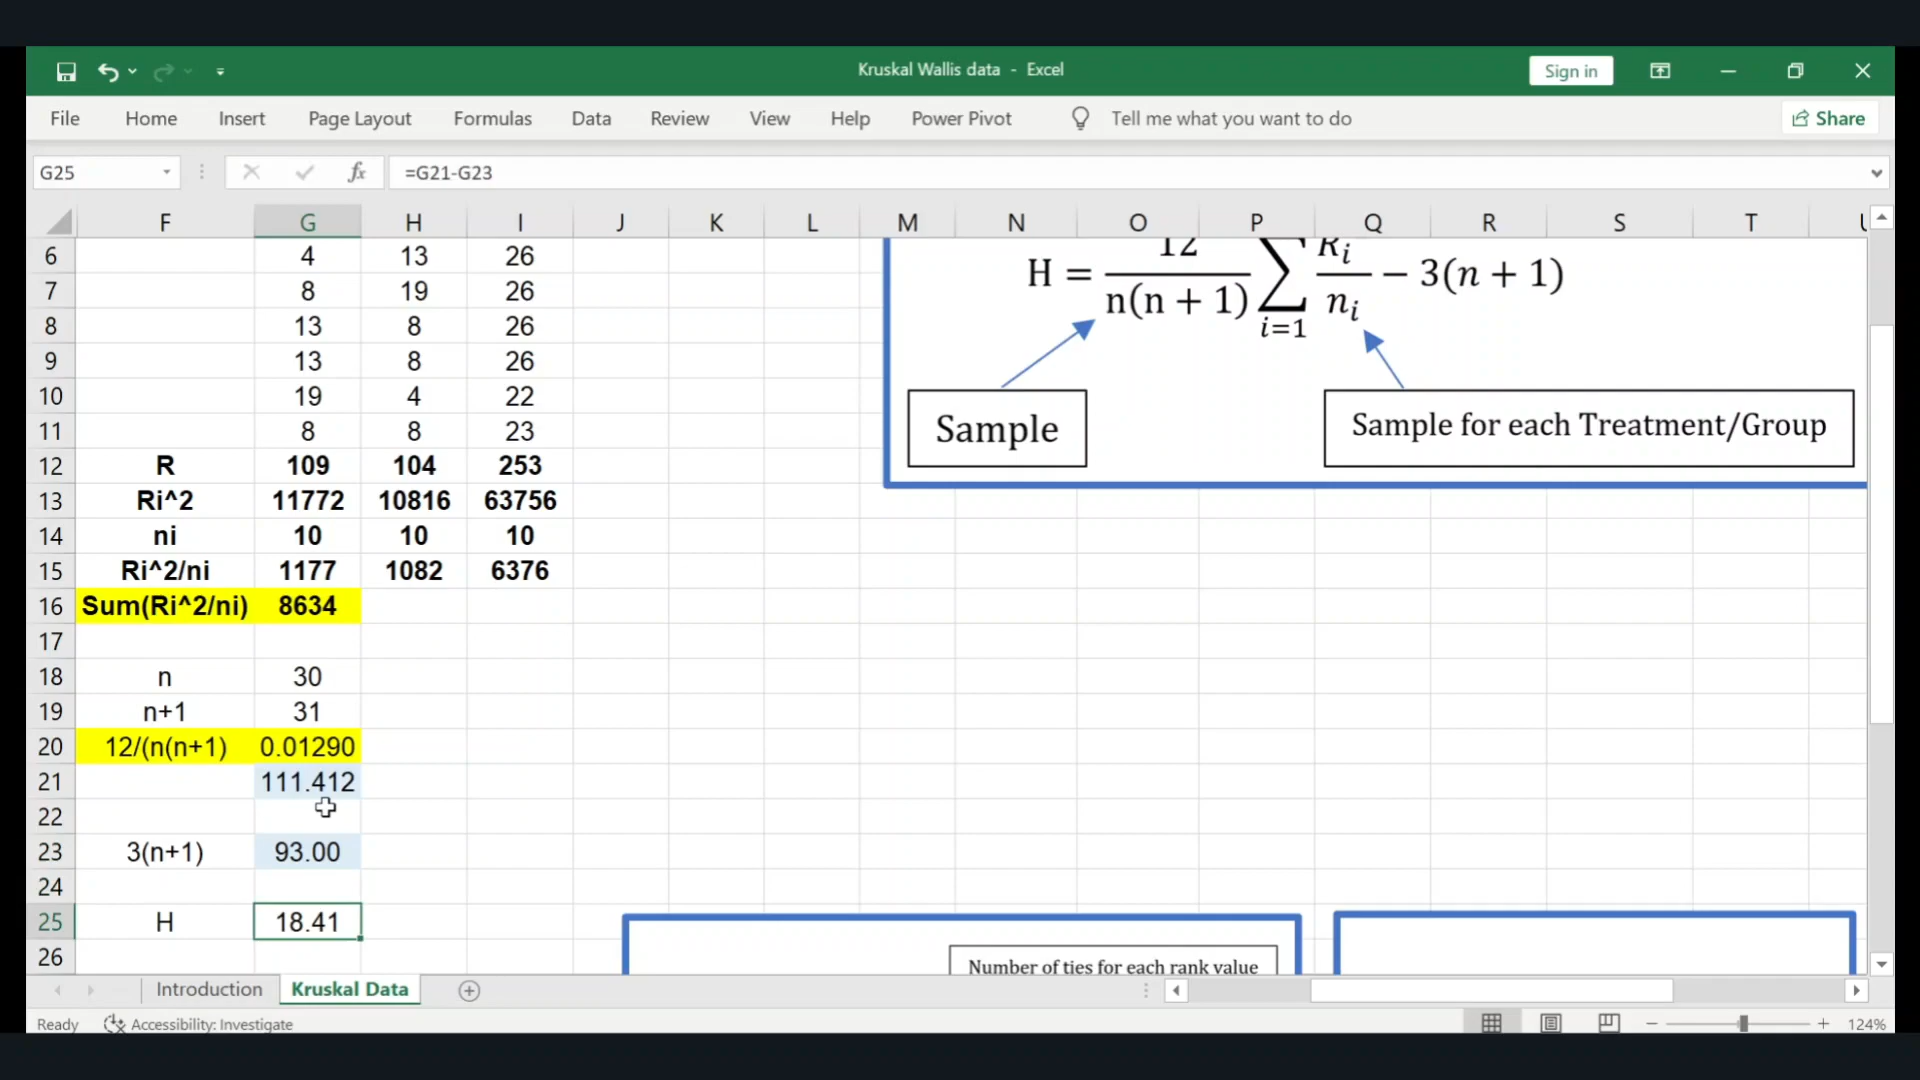 Kruskal Wallis data - Excel
Sign in
File Home Insert Page Layout Formulas Data Review View Help Power Pivot Tell me what you want to do Share
G25 fx =G21-G23
F G H I J K L M N O P Q R S T
6 4 13 26
7 8 19 26
8 13 8 26
9 13 8 26
10 19 4 22
11 8 8 23
12 R 109 104 253
13 Ri^2 11772 10816 63756
14 ni 10 10 10
15 Ri^2/ni 1177 1082 6376
16 Sum(Ri^2/ni) 8634
17
18 n 30
19 n+1 31
20 12/(n(n+1) 0.01290
21 111.412
22
23 3(n+1) 93.00
24
25 H 18.41
26
H = 12/n(n + 1) ∑ i=1 Ri/ni − 3(n + 1)
Sample
Sample for each Treatment/Group
Number of ties for each rank value
Introduction Kruskal Data
Ready Accessibility: Investigate 124%